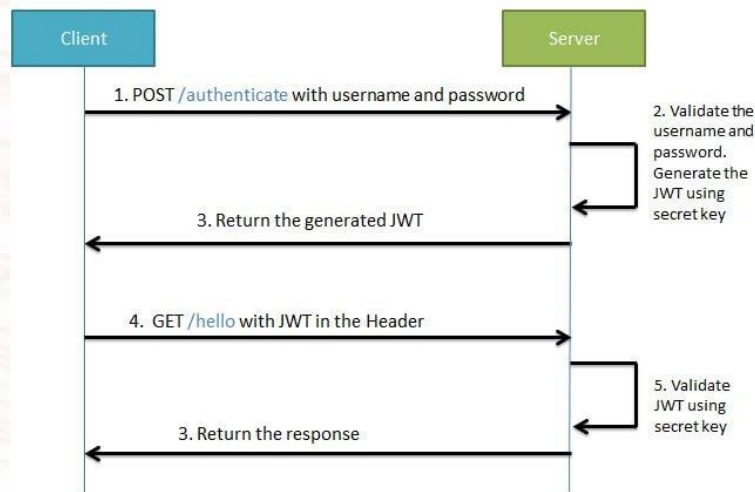 Client
Server
1. POST /authenticate with username and password
2. Validate the
username and
password.
Generate the
JWT using
secret key
3. Return the generated JWT
4. GET /hello with JWT in the Header
5. Validate
JWT using
secret key
3. Return the response